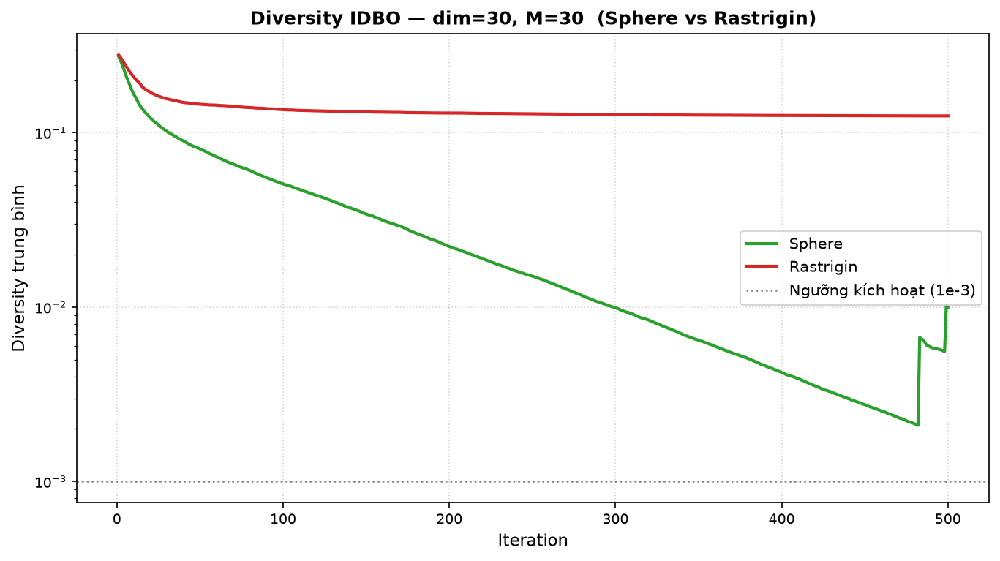 Diversity IDBO — dim=30, M=30 (Sphere vs Rastrigin)
Diversity trung bình
10⁻¹
10⁻²
10⁻³
Sphere
Rastrigin
Ngưỡng kích hoạt (1e-3)
0 100 200 300 400 500
Iteration